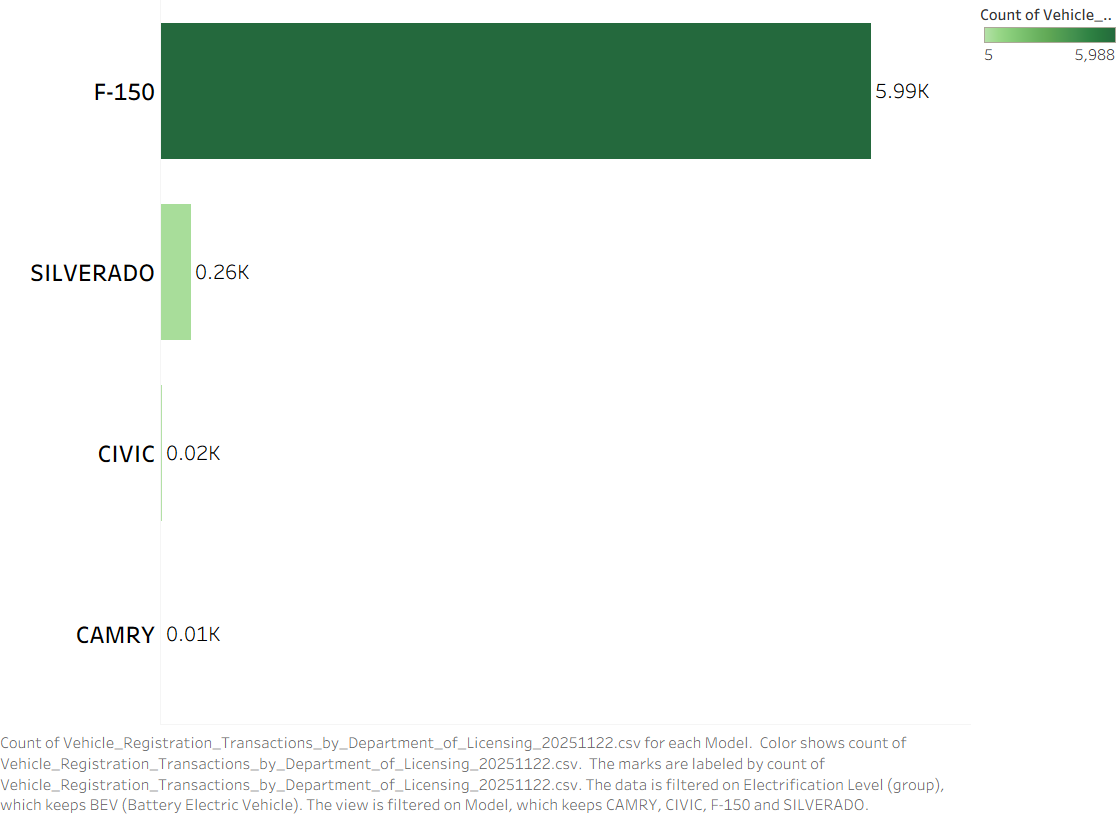 Count of Vehicle_..
5 5,988
F-150 5.99K
SILVERADO 0.26K
CIVIC 0.02K
CAMRY 0.01K
Count of Vehicle_Registration_Transactions_by_Department_of_Licensing_20251122.csv for each Model.  Color shows count of
Vehicle_Registration_Transactions_by_Department_of_Licensing_20251122.csv.  The marks are labeled by count of
Vehicle_Registration_Transactions_by_Department_of_Licensing_20251122.csv. The data is filtered on Electrification Level (group),
which keeps BEV (Battery Electric Vehicle). The view is filtered on Model, which keeps CAMRY, CIVIC, F-150 and SILVERADO.